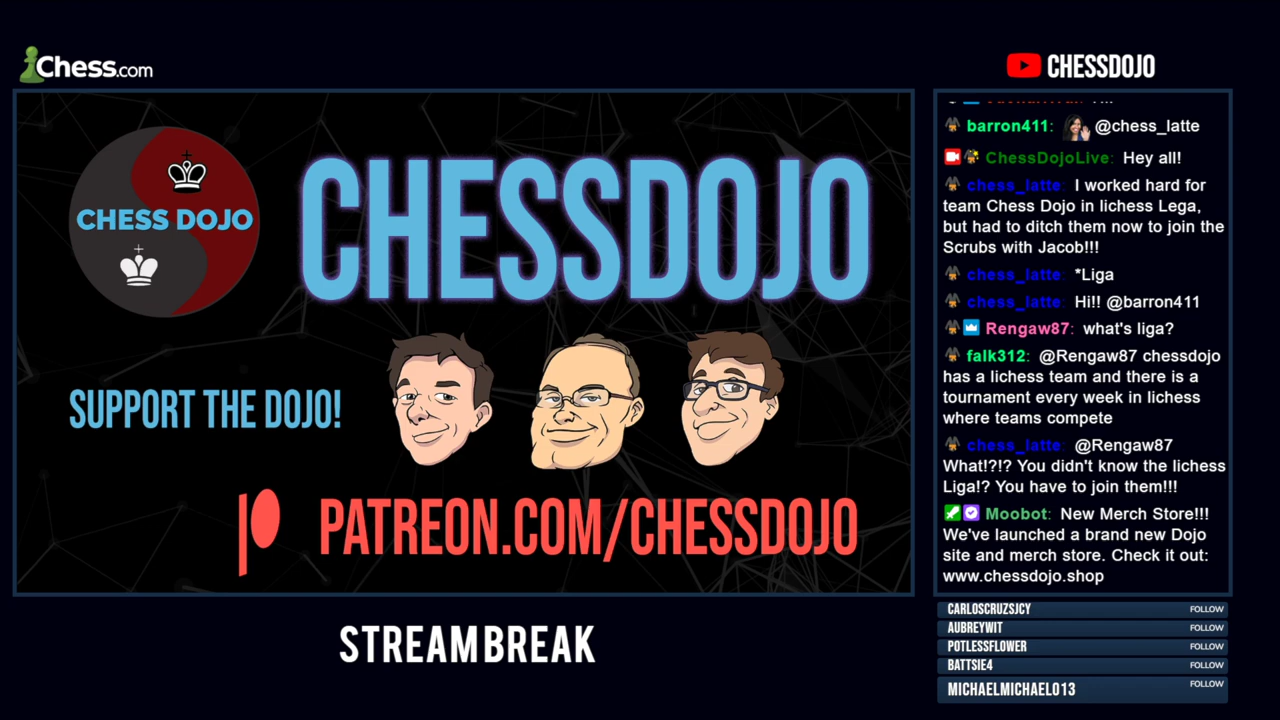 Chess.com
CHESSDOJO
CHESS DOJO
CHESSDOJO
SUPPORT THE DOJO!
PATREON.COM/CHESSDOJO
STREAM BREAK
barron411: @chess_latte
ChessDojoLive: Hey all!
chess_latte: I worked hard for
team Chess Dojo in lichess Lega,
but had to ditch them now to join the
Scrubs with Jacob!!!
chess_latte: *Liga
chess_latte: Hi!! @barron411
Rengaw87: what's liga?
falk312: @Rengaw87 chessdojo
has a lichess team and there is a
tournament every week in lichess
where teams compete
chess_latte: @Rengaw87
What!?!? You didn't know the lichess
Liga!? You have to join them!!!
Moobot: New Merch Store!!!
We've launched a brand new Dojo
site and merch store. Check it out:
www.chessdojo.shop
CARLOSCRUZSJCY FOLLOW
AUBREYWIT FOLLOW
POTLESSFLOWER FOLLOW
BATTSIE4 FOLLOW
MICHAELMICHAEL013 FOLLOW